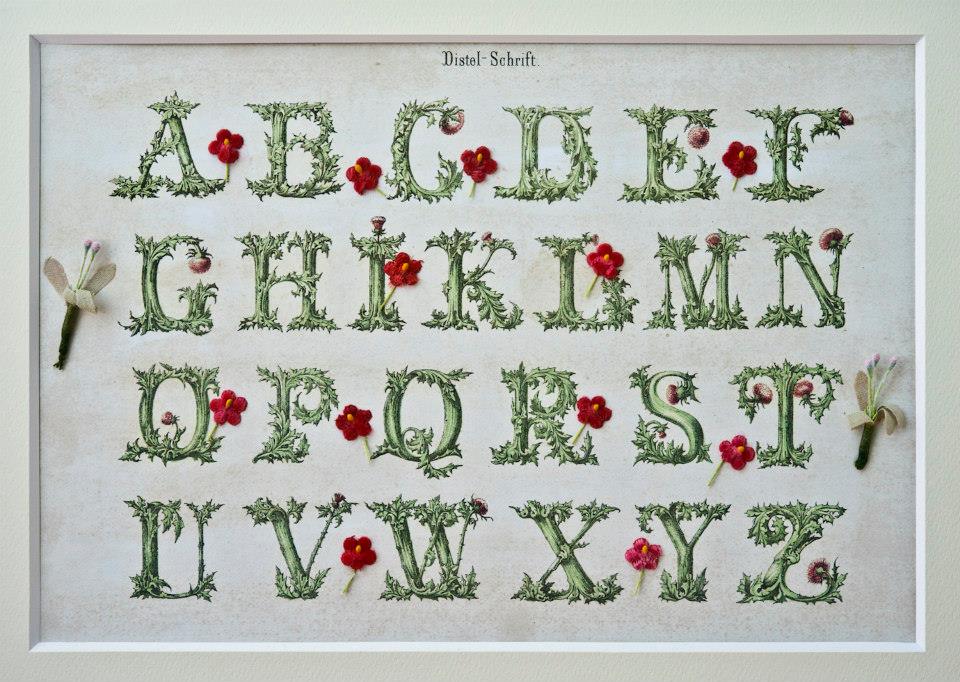 Distel-Schrift.
A B C D E F
G H I K L M N
O P Q R S T
U V W X Y Z